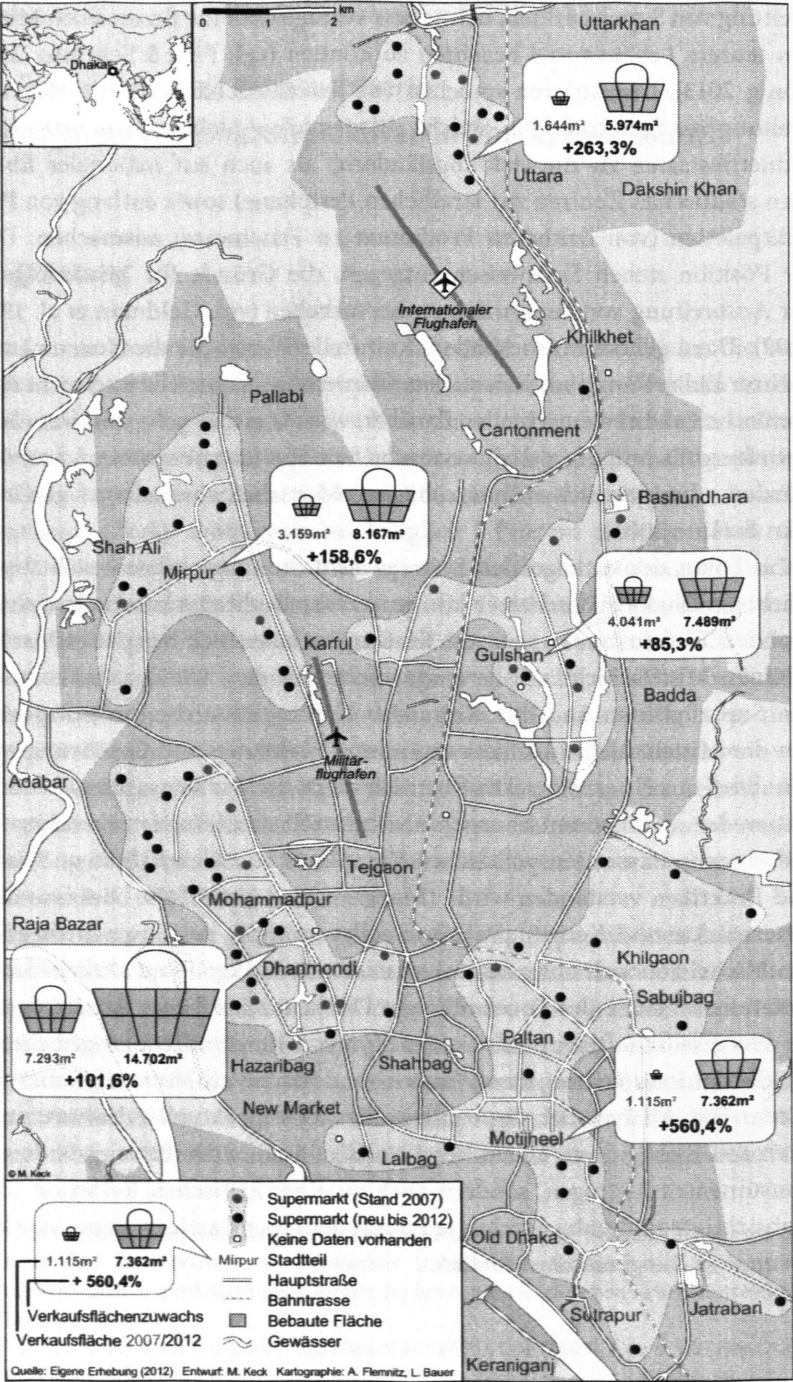 Dhaka
0 1 2 km
Uttarkhan
1.644m² 5.974m²
+263,3%
Uttara
Dakshin Khan
Internationaler
Flughafen
Khilkhet
Pallabi
Cantonment
Bashundhara
3.159m² 8.167m²
+158,6%
Shah Ali
Mirpur
4.041m² 7.489m²
+85,3%
Karful
Gulshan
Badda
Militär-
flughafen
Adabar
Tejgaon
Mohammadpur
Raja Bazar
Khilgaon
Dhanmondi
Sabujbag
7.293m² 14.702m²
+101,6%
Paltan
Hazaribag
Shahbag
1.115m² 7.362m²
+560,4%
New Market
Motijheel
Lalbag
© M. Keck
Supermarkt (Stand 2007)
Supermarkt (neu bis 2012)
Keine Daten vorhanden
Mirpur Stadtteil
Hauptstraße
Bahntrasse
Bebaute Fläche
Gewässer
1.115m² 7.362m²
+ 560,4%
Verkaufsflächenzuwachs
Verkaufsfläche 2007/2012
Old Dhaka
Sutrapur
Jatrabari
Keraniganj
Quelle: Eigene Erhebung (2012) Entwurf: M. Keck Kartographie: A. Flemnitz, L. Bauer